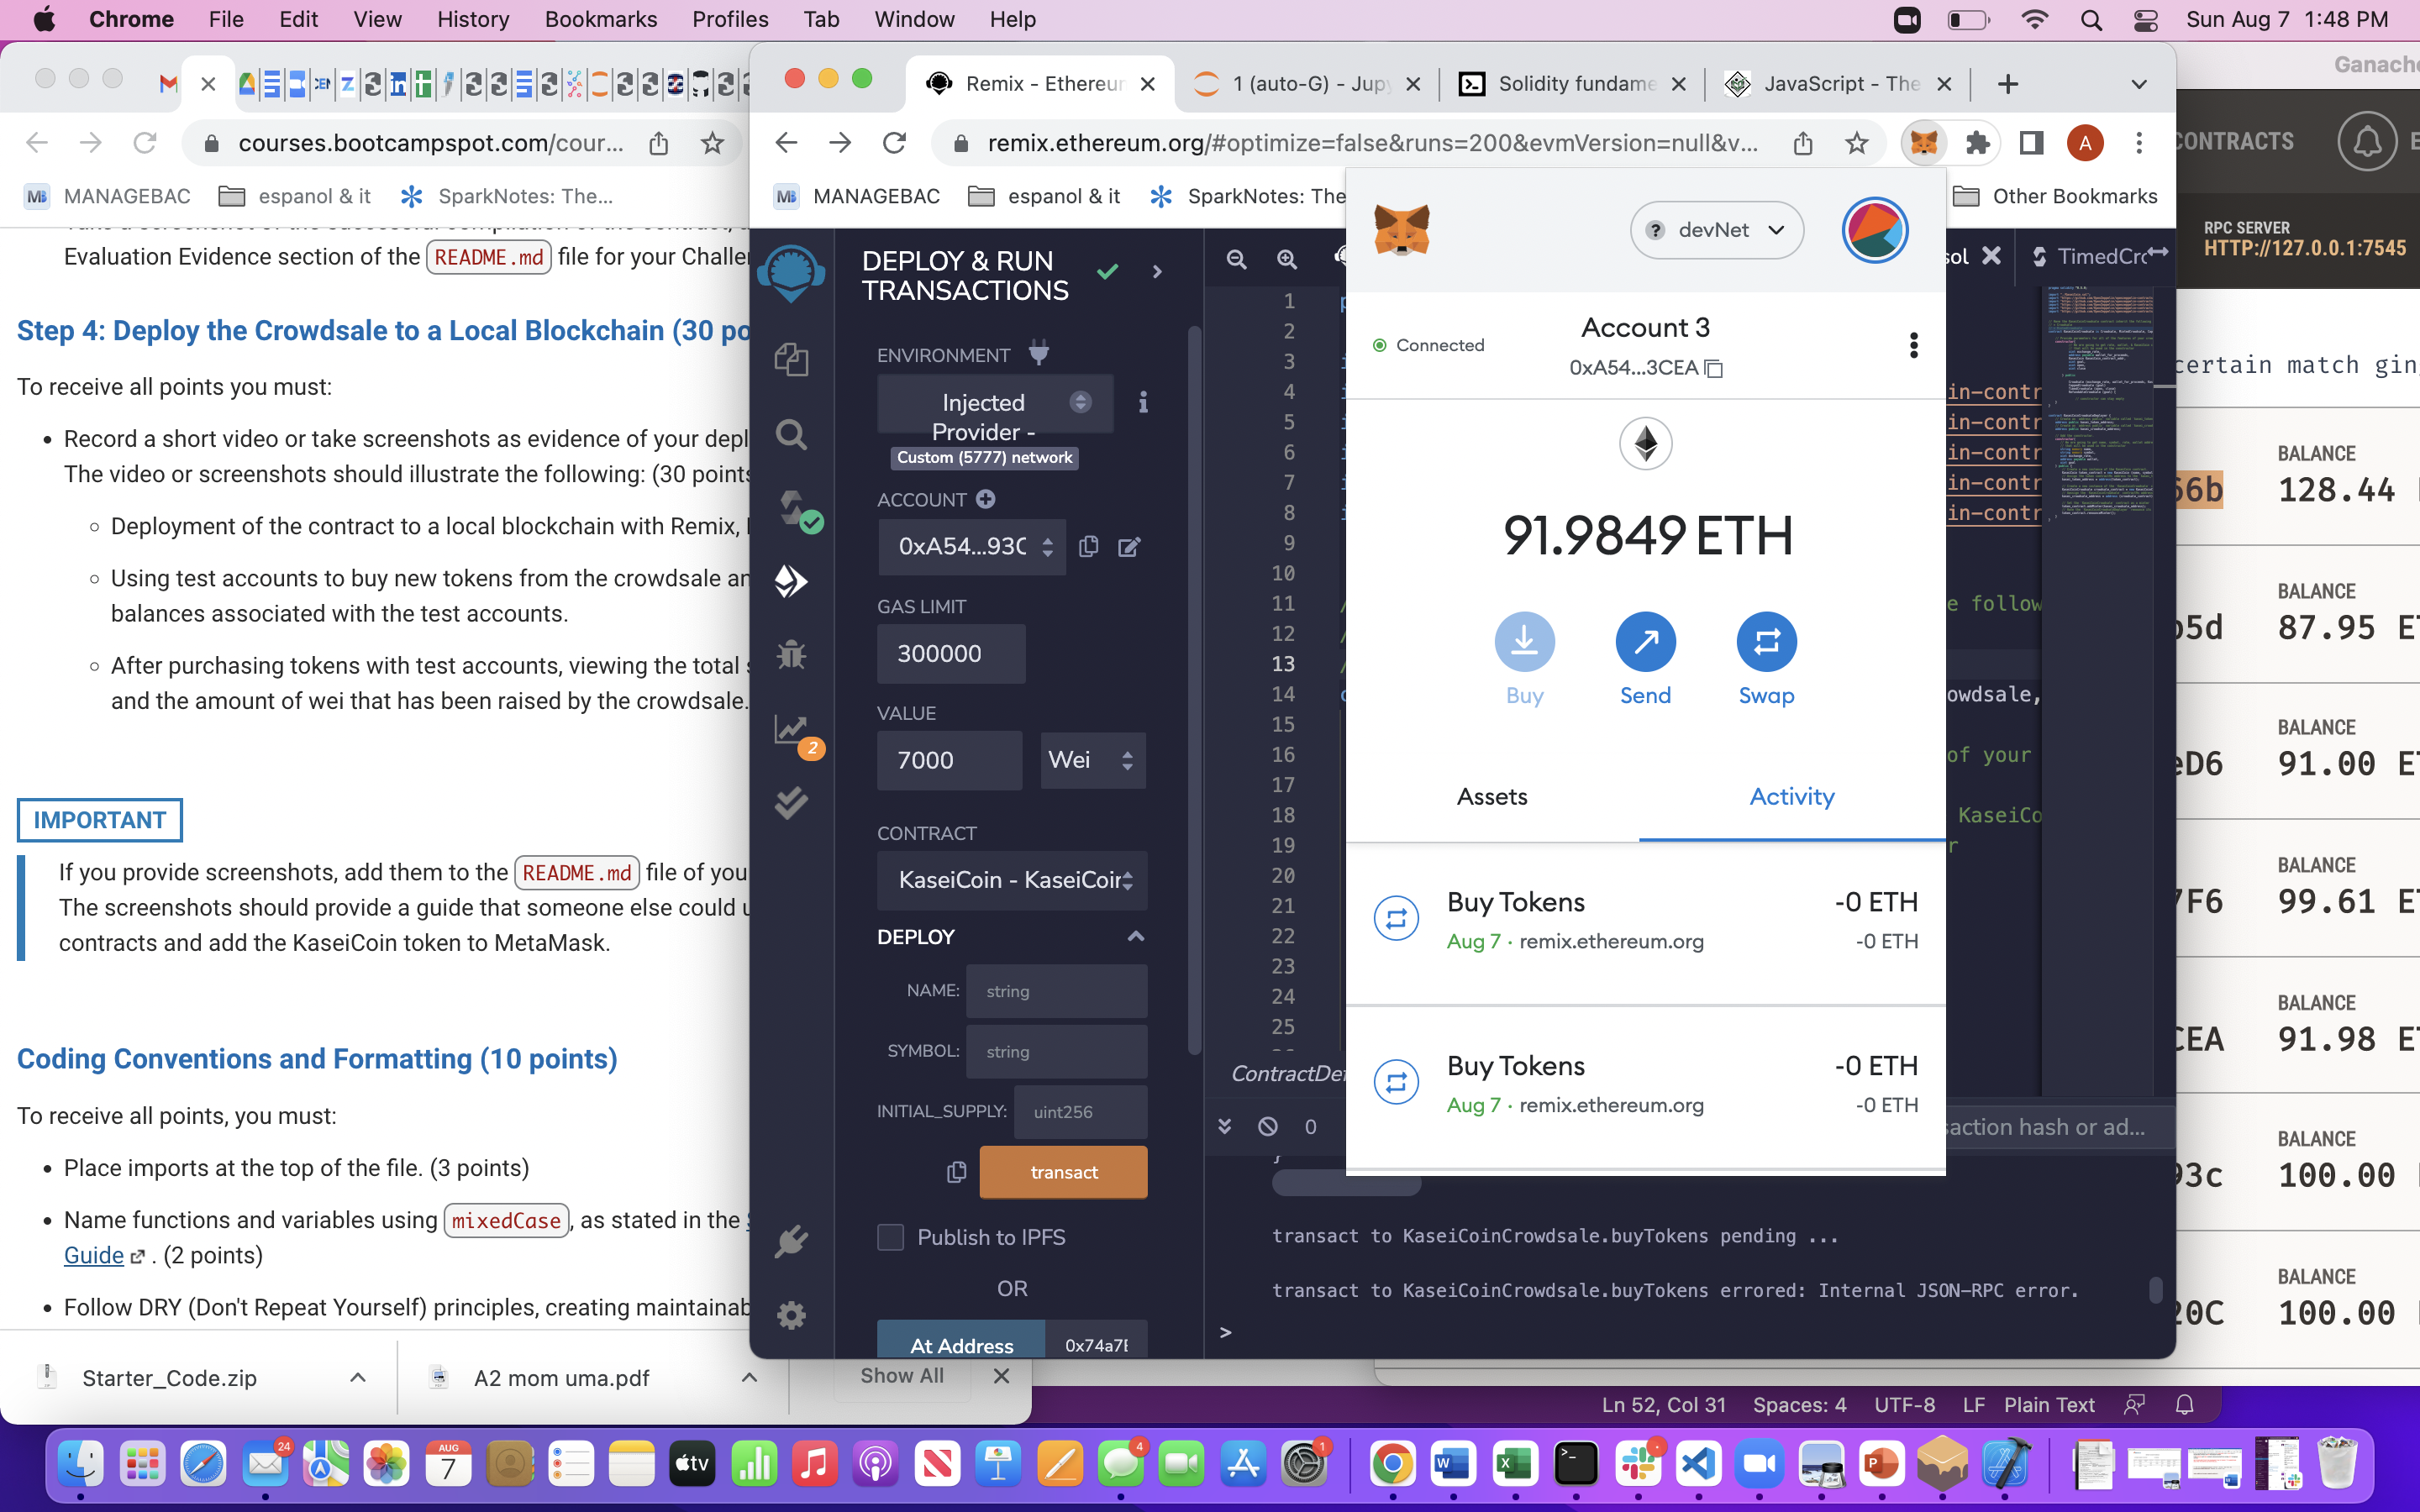 Chrome File Edit View History Bookmarks Profiles Tab Window Help
Sun Aug 7 1:48 PM
courses.bootcampspot.com/cour...
MANAGEBAC
espanol & it
SparkNotes: The...
Evaluation Evidence section of the README.md file for your Challe
Step 4: Deploy the Crowdsale to a Local Blockchain (30 po
To receive all points you must:
Record a short video or take screenshots as evidence of your depl
The video or screenshots should illustrate the following: (30 points
Deployment of the contract to a local blockchain with Remix,
Using test accounts to buy new tokens from the crowdsale an
balances associated with the test accounts.
After purchasing tokens with test accounts, viewing the total
and the amount of wei that has been raised by the crowdsale.
IMPORTANT
If you provide screenshots, add them to the README.md file of you
The screenshots should provide a guide that someone else could u
contracts and add the KaseiCoin token to MetaMask.
Coding Conventions and Formatting (10 points)
To receive all points, you must:
Place imports at the top of the file. (3 points)
Name functions and variables using mixedCase, as stated in the
Guide . (2 points)
Follow DRY (Don't Repeat Yourself) principles, creating maintainab
Starter_Code.zip
A2 mom uma.pdf
Show All
Remix - Ethereu
1 (auto-G) - Jup
Solidity fundame
JavaScript - The
remix.ethereum.org/#optimize=false&runs=200&evmVersion=null&v...
A
MANAGEBAC
espanol & it
SparkNotes: The
Other Bookmarks
DEPLOY & RUN
TRANSACTIONS
ENVIRONMENT
Injected
Provider -
Custom (5777) network
ACCOUNT
0xA54...93C
GAS LIMIT
300000
VALUE
7000
Wei
CONTRACT
KaseiCoin - KaseiCoin
DEPLOY
NAME: string
SYMBOL: string
INITIAL_SUPPLY: uint256
transact
Publish to IPFS
OR
At Address
0x74a7
2
sol
TimedCr
1
2
3
4
5
6
7
8
9
10
11
12
13
14
15
16
17
18
19
20
21
22
23
24
25
in-contr
in-contr
in-contr
in-contr
in-contr
e follow
owdsale,
of your
KaseiCo
r
ContractDe
0
saction hash or ad...
transact to KaseiCoinCrowdsale.buyTokens pending ...
transact to KaseiCoinCrowdsale.buyTokens errored: Internal JSON-RPC error.
>
devNet
Connected
Account 3
0xA54...3CEA
91.9849 ETH
Buy
Send
Swap
Assets
Activity
Buy Tokens
-0 ETH
Aug 7 · remix.ethereum.org
-0 ETH
Buy Tokens
-0 ETH
Aug 7 · remix.ethereum.org
-0 ETH
Ganache
CONTRACTS
RPC SERVER
HTTP://127.0.0.1:7545
certain match gin
BALANCE
66b
128.44
BALANCE
b5d
87.95 ET
BALANCE
eD6
91.00 ET
BALANCE
7F6
99.61 ET
BALANCE
CEA
91.98 ET
BALANCE
93c
100.00
BALANCE
20C
100.00
Ln 52, Col 31
Spaces: 4
UTF-8
LF
Plain Text
24
AUG
7
tv
4
1